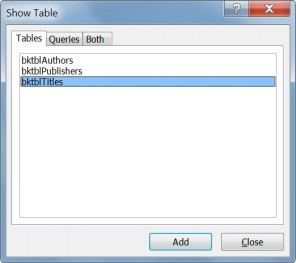 Show Table
?
Tables Queries Both
bktblAuthors
bktblPublishers
bktblTitles
Add Close